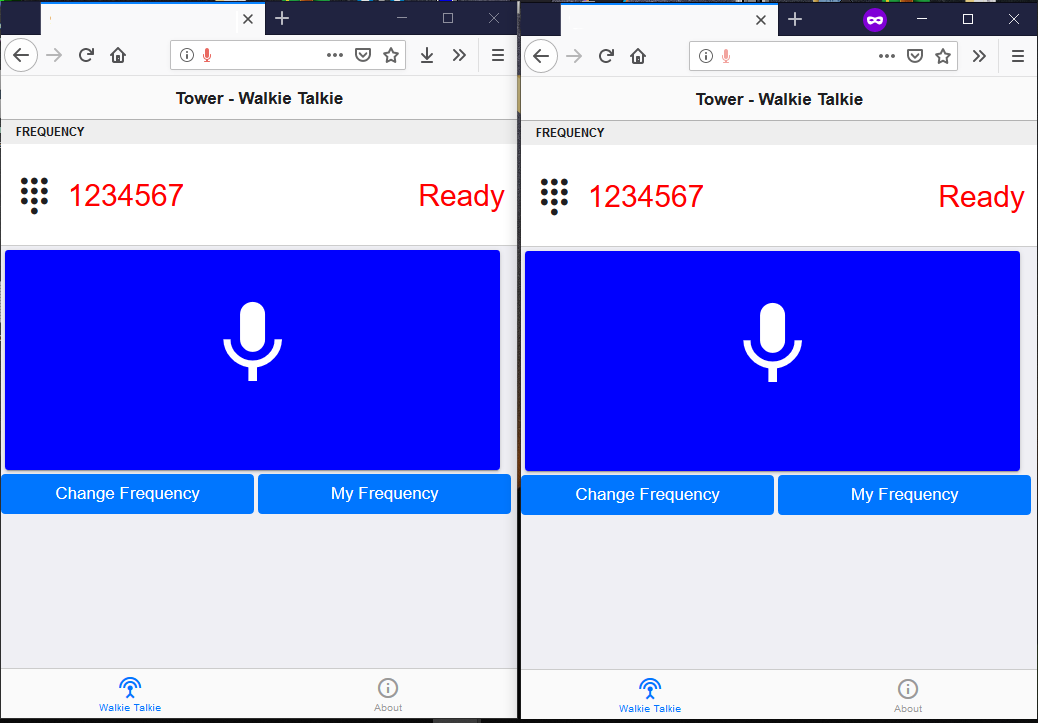 Tower - Walkie Talkie
FREQUENCY
1234567 Ready
Change Frequency My Frequency
Walkie Talkie About
Tower - Walkie Talkie
FREQUENCY
1234567 Ready
Change Frequency My Frequency
Walkie Talkie About